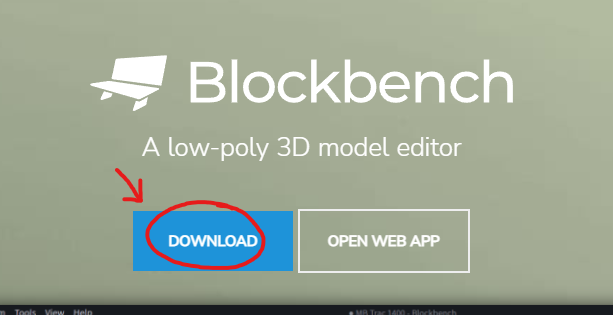 Blockbench
A low-poly 3D model editor
DOWNLOAD
OPEN WEB APP
Tools View Help
MB Trac 1400 - Blockbench